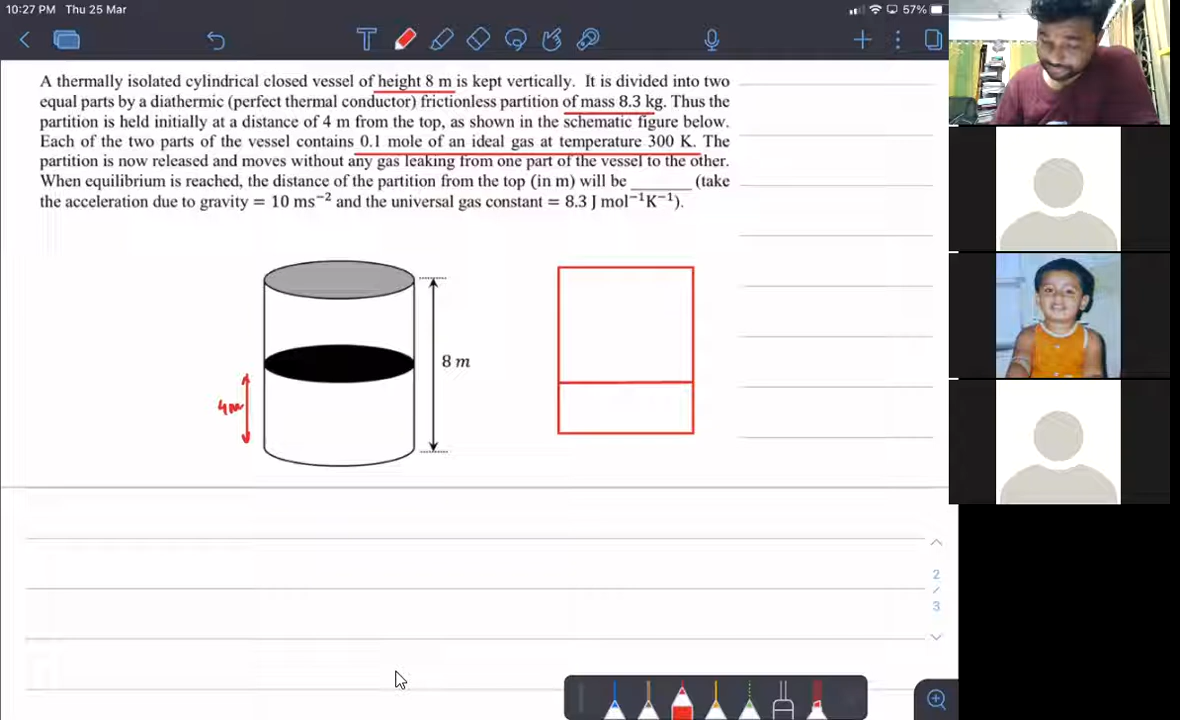 10:27 PM Thu 25 Mar
57%
A thermally isolated cylindrical closed vessel of height 8 m is kept vertically. It is divided into two
equal parts by a diathermic (perfect thermal conductor) frictionless partition of mass 8.3 kg. Thus the
partition is held initially at a distance of 4 m from the top, as shown in the schematic figure below.
Each of the two parts of the vessel contains 0.1 mole of an ideal gas at temperature 300 K. The
partition is now released and moves without any gas leaking from one part of the vessel to the other.
When equilibrium is reached, the distance of the partition from the top (in m) will be ______ (take
the acceleration due to gravity = 10 ms⁻² and the universal gas constant = 8.3 J mol⁻¹K⁻¹).
8 m
4m
2
/
3